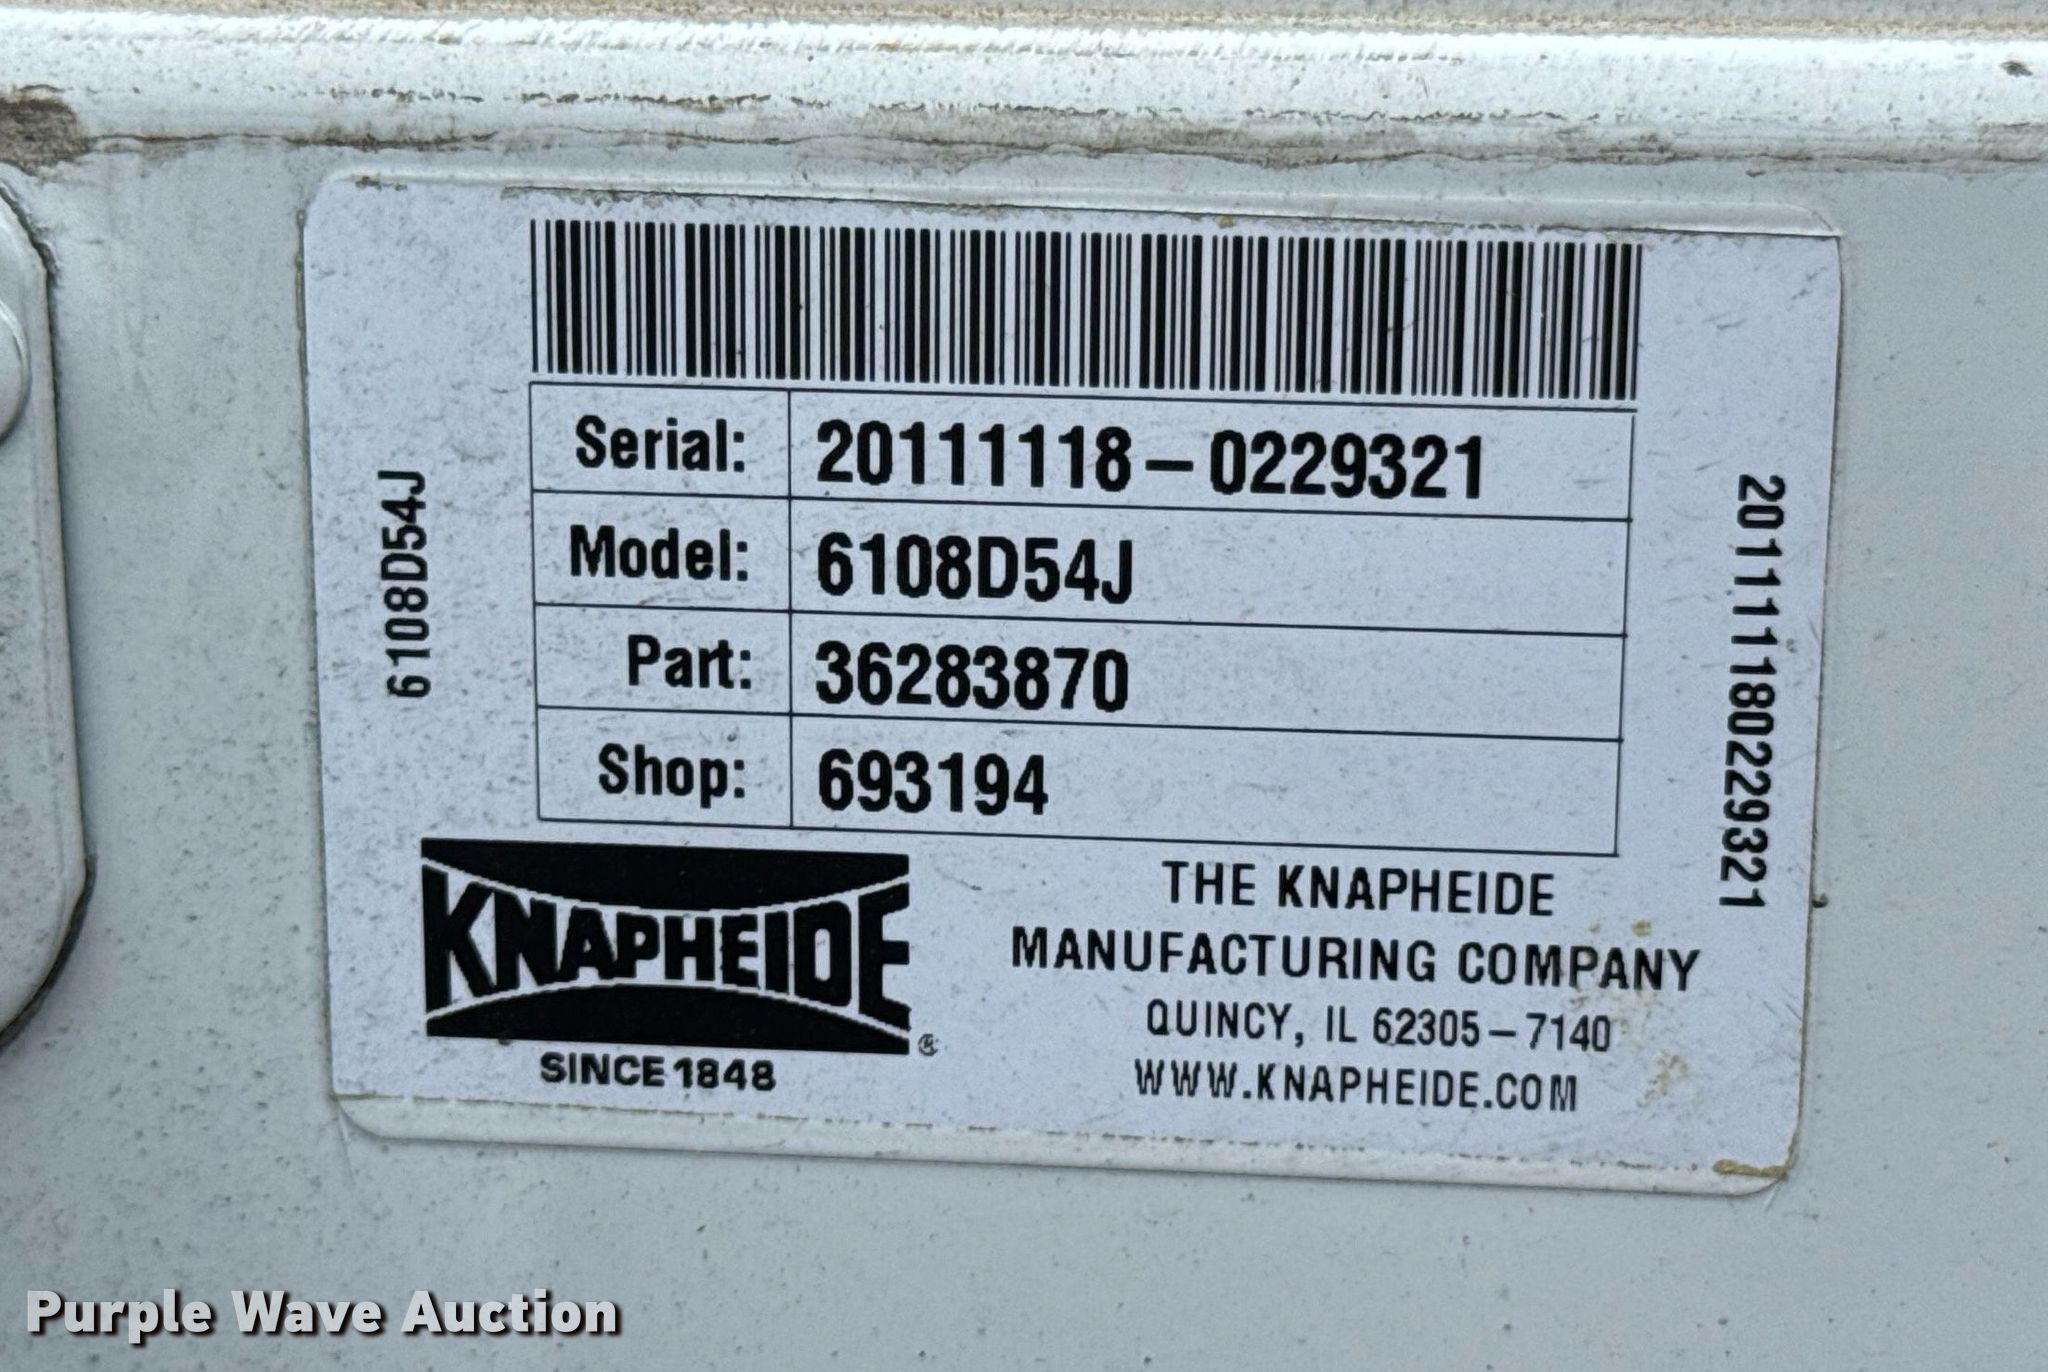 Serial: 20111118-0229321
Model: 6108D54J
Part: 36283870
Shop: 693194
6108D54J
201111180229321
KNAPHEIDE®
SINCE 1848
THE KNAPHEIDE
MANUFACTURING COMPANY
QUINCY, IL 62305-7140
WWW.KNAPHEIDE.COM
Purple Wave Auction